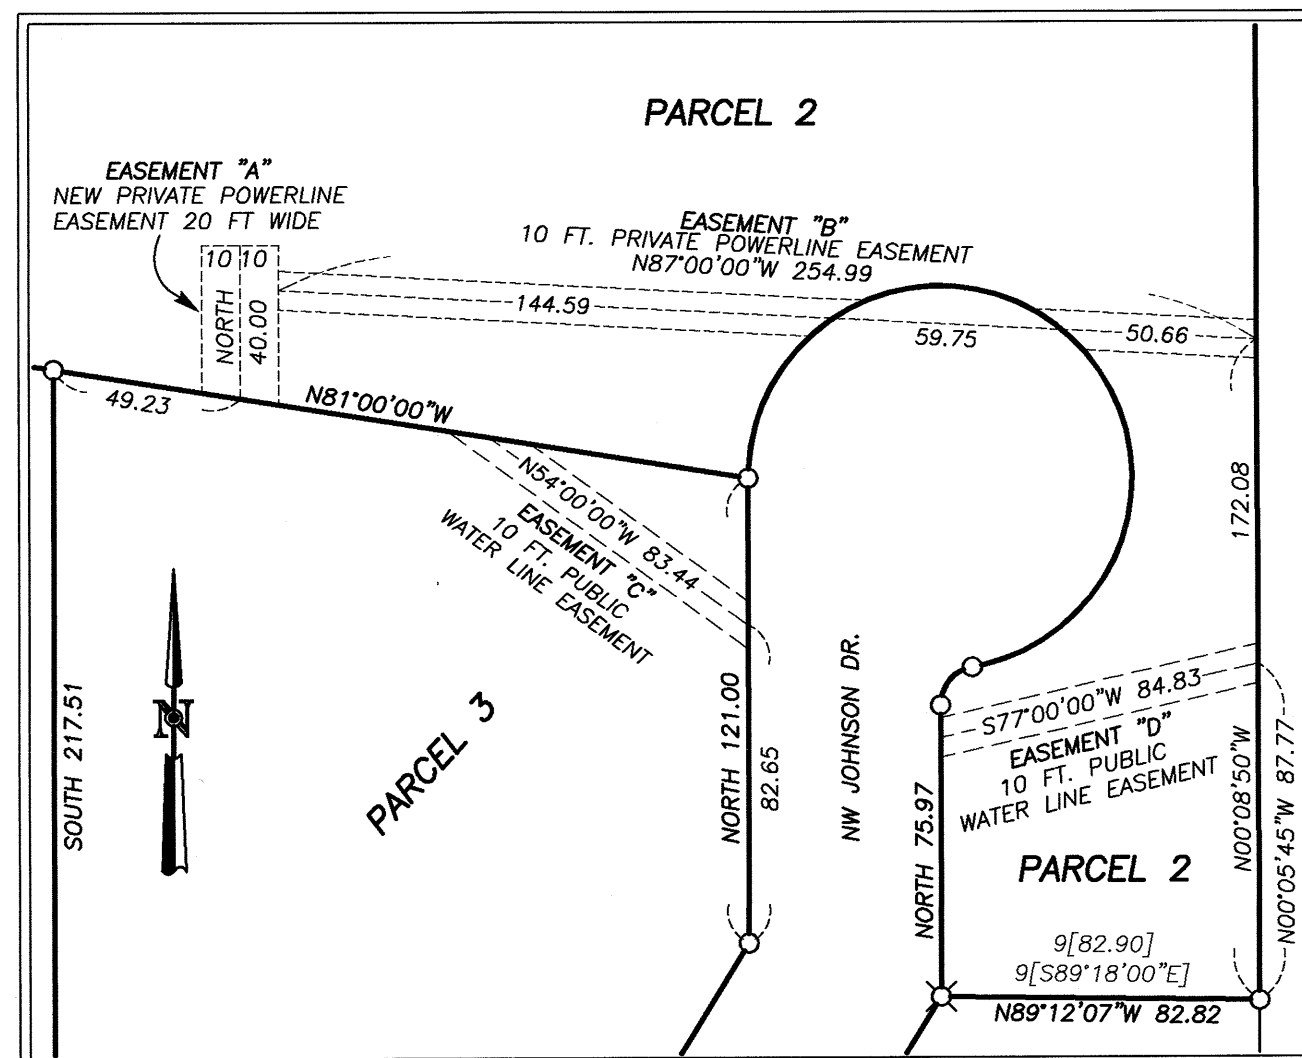 PARCEL 2
EASEMENT "A"
NEW PRIVATE POWERLINE
EASEMENT 20 FT WIDE
10 10
NORTH
40.00
EASEMENT "B"
10 FT. PRIVATE POWERLINE EASEMENT
N87°00'00"W 254.99
144.59
59.75
50.66
49.23
N81°00'00"W
N54°00'00"W 83.44
EASEMENT "C"
10 FT. PUBLIC
WATER LINE EASEMENT
172.08
SOUTH 217.51
N
PARCEL 3
NORTH 121.00
82.65
NW JOHNSON DR.
NORTH 75.97
S77°00'00"W 84.83
EASEMENT "D"
10 FT. PUBLIC
WATER LINE EASEMENT
N00°08'50"W
N00°05'45"W 87.77
PARCEL 2
9[82.90]
9[S89°18'00"E]
N89°12'07"W 82.82